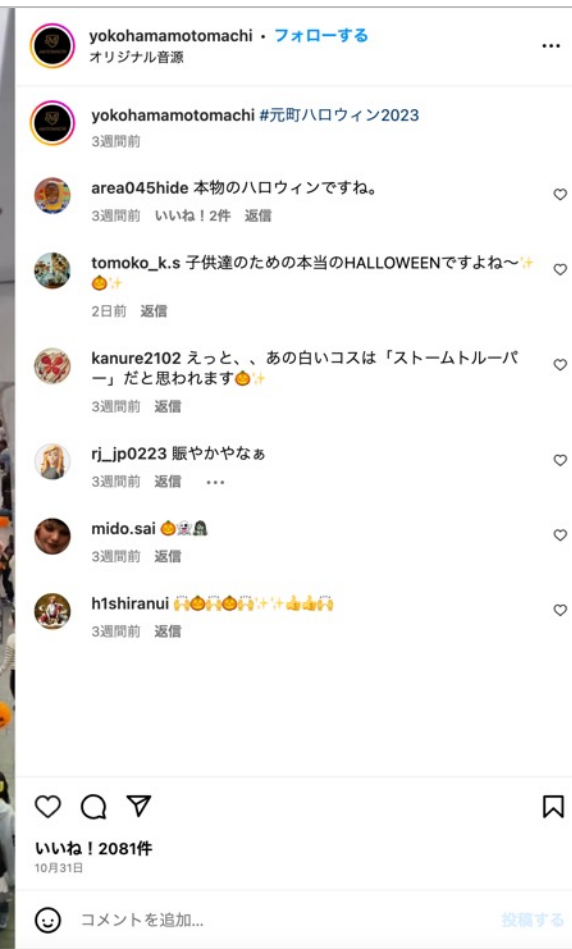 yokohamamotomachi • フォローする
オリジナル音源
yokohamamotomachi #元町ハロウィン2023
3週間前
area045hide 本物のハロウィンですね。
3週間前 いいね！2件 返信
tomoko_k.s 子供達のための本当のHALLOWEENですよね〜✨
🎃✨
2日前 返信
kanure2102 えっと、、あの白いコスは「ストームトルーパ
ー」だと思われます🎃✨
3週間前 返信
rj_jp0223 賑やかやなぁ
3週間前 返信 •••
mido.sai 🎃👻🧟‍♀️
3週間前 返信
h1shiranui 🙌🎃🙌🎃🙌✨✨👍👍🙌
3週間前 返信
いいね！2081件
10月31日
コメントを追加... 投稿する